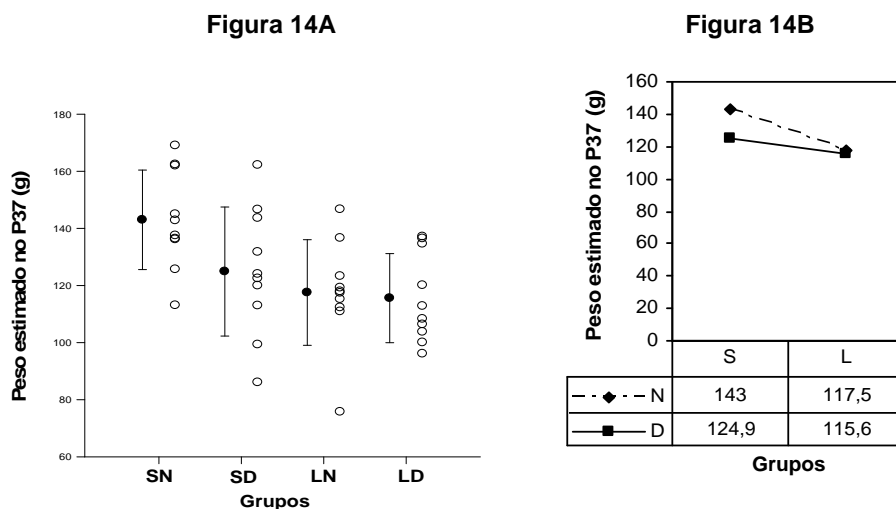 Figura 14A
Peso estimado no P37 (g)
180
160
140
120
100
80
60
SN SD LN LD
Grupos
Figura 14B
Peso estimado no P37 (g)
160
140
120
100
80
60
40
20
0
S L
N 143 117,5
D 124,9 115,6
Grupos